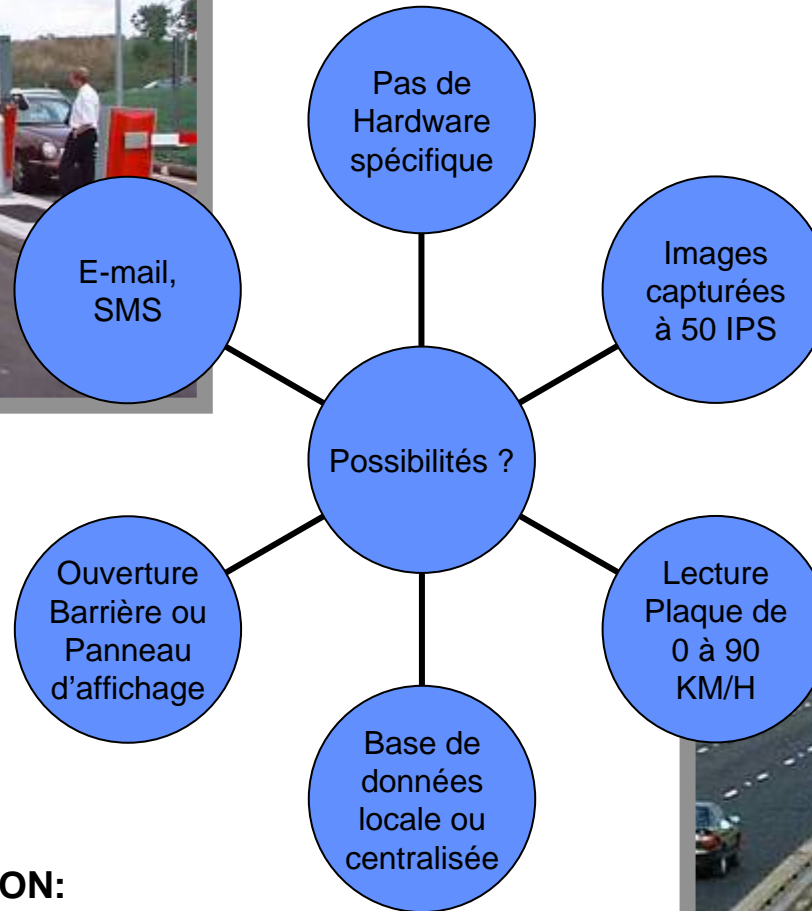 Pas de
Hardware
spécifique
E-mail,
SMS
Images
capturées
à 50 IPS
Possibilités ?
Ouverture
Barrière ou
Panneau
d'affichage
Lecture
Plaque de
0 à 90
KM/H
Base de
données
locale ou
centralisée
ON: